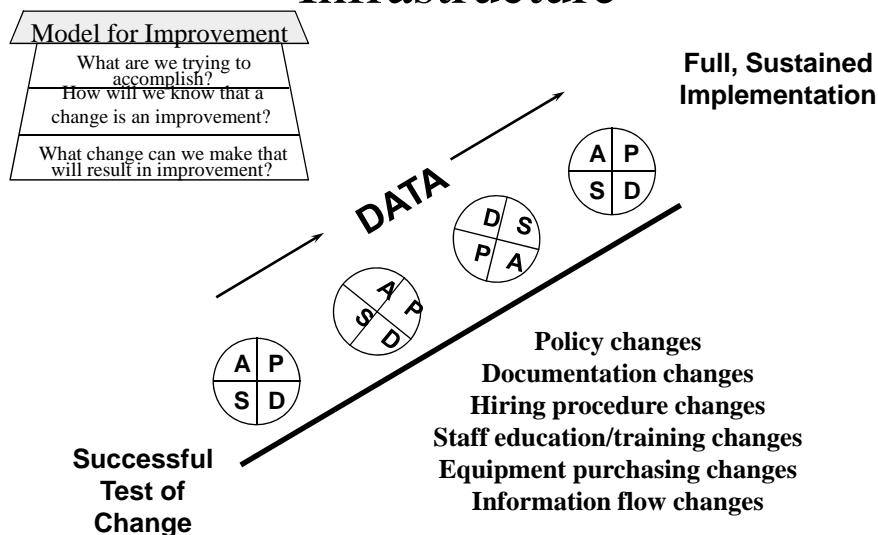 Infrastructure
Model for Improvement
What are we trying to
accomplish?
How will we know that a
change is an improvement?
What change can we make that
will result in improvement?
Full, Sustained
Implementation
DATA
A P
S D
D S
P A
A P
S D
A P
S D
Policy changes
Documentation changes
Hiring procedure changes
Staff education/training changes
Equipment purchasing changes
Information flow changes
Successful
Test of
Change